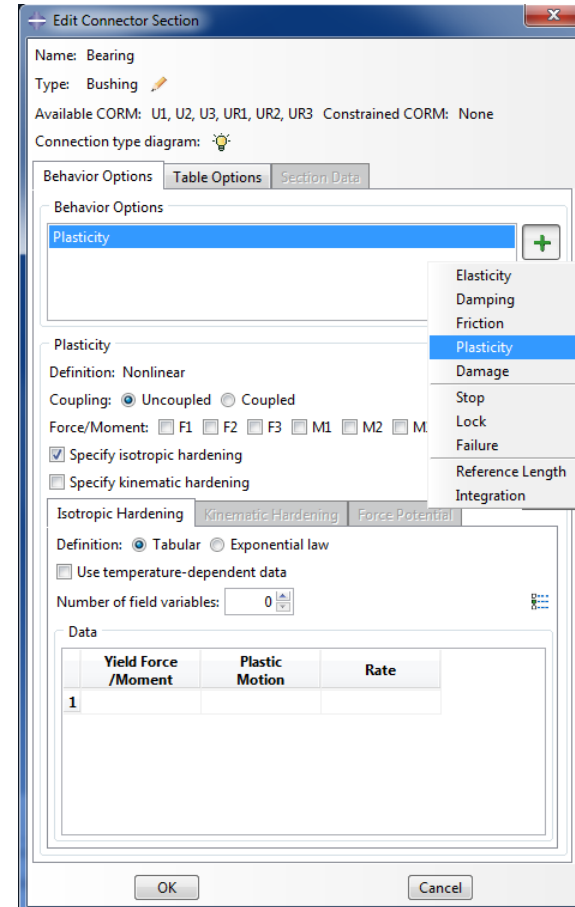 Edit Connector Section
Name: Bearing
Type: Bushing
Available CORM: U1, U2, U3, UR1, UR2, UR3 Constrained CORM: None
Connection type diagram:
Behavior Options Table Options Section Data
Behavior Options
Plasticity
Elasticity
Damping
Friction
Plasticity
Damage
Stop
Lock
Failure
Reference Length
Integration
Plasticity
Definition: Nonlinear
Coupling: Uncoupled Coupled
Force/Moment: F1 F2 F3 M1 M2
Specify isotropic hardening
Specify kinematic hardening
Isotropic Hardening Kinematic Hardening Force Potential
Definition: Tabular Exponential law
Use temperature-dependent data
Number of field variables: 0
Data
Yield Force Plastic Rate
/Moment Motion
1
OK Cancel